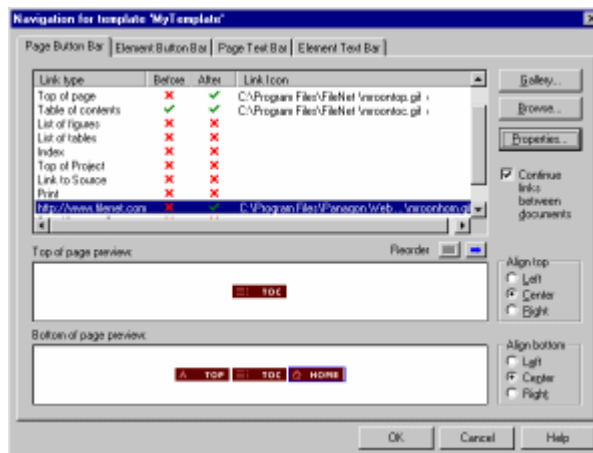 Navigation for template 'MyTemplate'
Page Button Bar Element Button Bar Page Text Bar Element Text Bar
Link type Before After Link Icon
Top of page C:\Program Files\FileNet \mroontop.gif
Table of contents C:\Program Files\FileNet \mroontoc.gif
List of figures
List of tables
Index
Top of Project
Link to Source
Print
http://www.filenet.com C:\Program Files\Panagon Web ...\mroonhom.gi
Gallery...
Browse...
Properties...
Continue
links
between
documents
Top of page preview: Reorder
TOC
Align top
Left
Center
Right
Bottom of page preview:
TOP TOC HOME
Align bottom
Left
Center
Right
OK Cancel Help